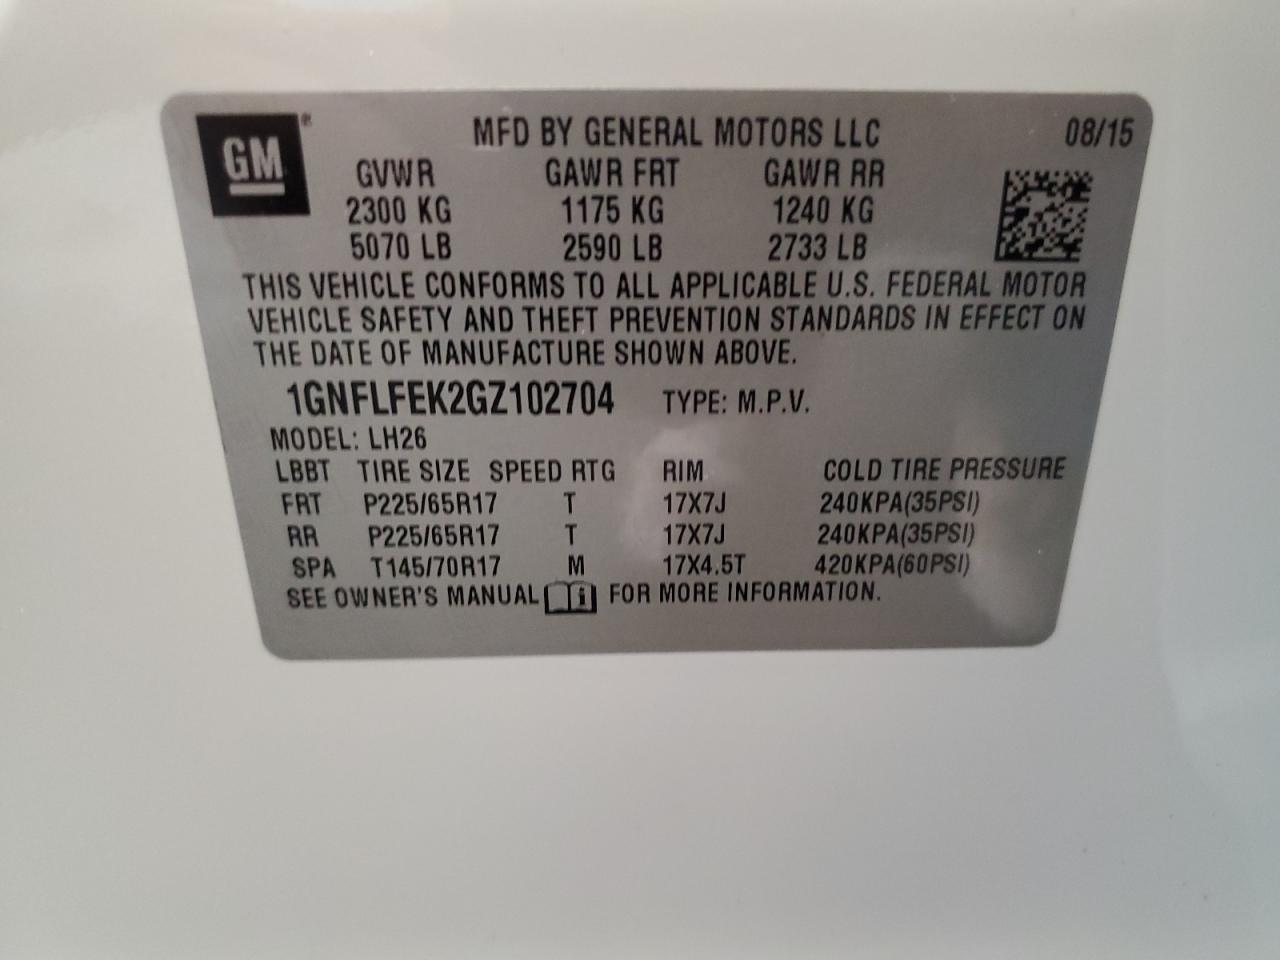 GM®
MFD BY GENERAL MOTORS LLC 08/15
GVWR GAWR FRT GAWR RR
2300 KG 1175 KG 1240 KG
5070 LB 2590 LB 2733 LB
THIS VEHICLE CONFORMS TO ALL APPLICABLE U.S. FEDERAL MOTOR
VEHICLE SAFETY AND THEFT PREVENTION STANDARDS IN EFFECT ON
THE DATE OF MANUFACTURE SHOWN ABOVE.
1GNFLFEK2GZ102704 TYPE: M.P.V.
MODEL: LH26
LBBT TIRE SIZE SPEED RTG RIM COLD TIRE PRESSURE
FRT P225/65R17 T 17X7J 240KPA(35PSI)
RR P225/65R17 T 17X7J 240KPA(35PSI)
SPA T145/70R17 M 17X4.5T 420KPA(60PSI)
SEE OWNER'S MANUAL i FOR MORE INFORMATION.